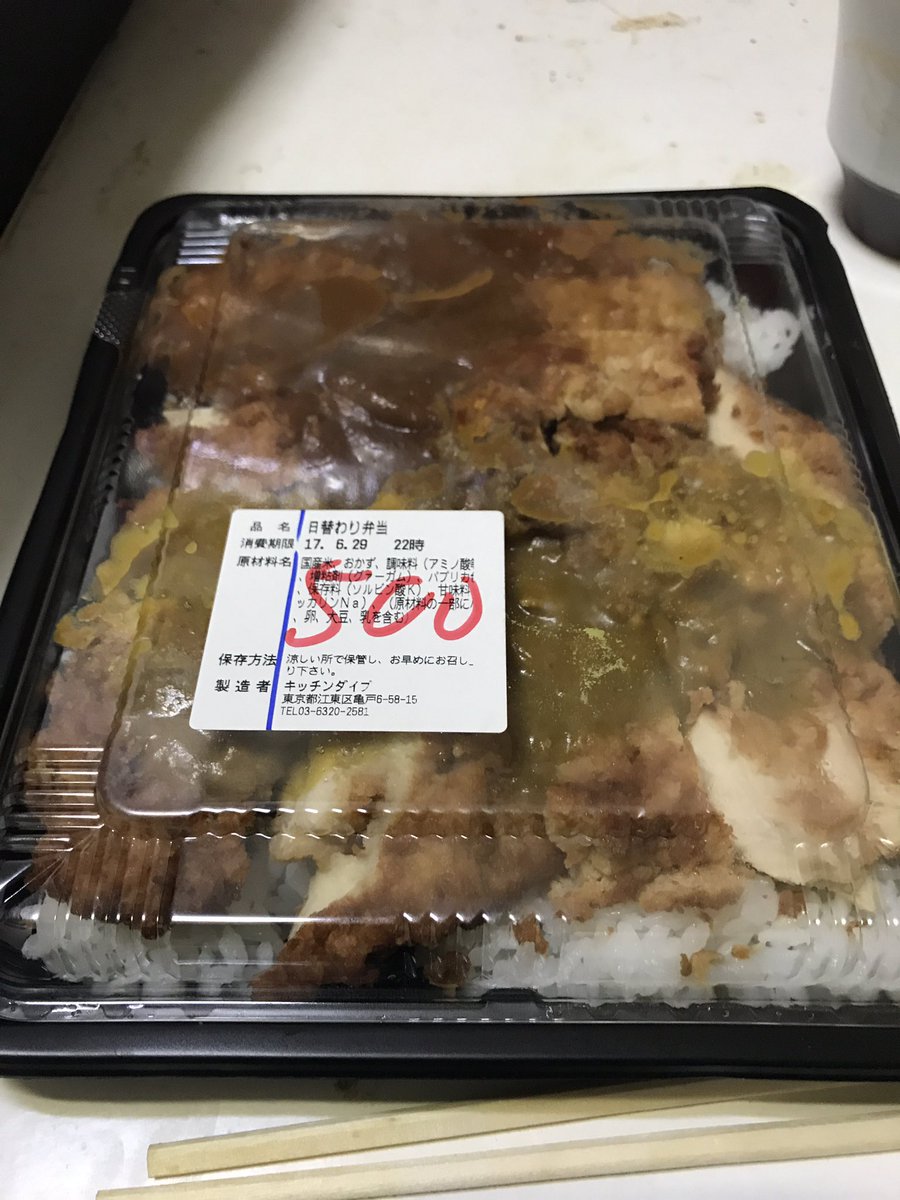 品名 日替わり弁当
消費期限 17. 6.29 22時
原材料名 国産米、おかず、調味料（アミノ酸等
、増粘剤（グァーガム）、パプリカ色
、保存料（ソルビン酸K）、甘味料
ッカリンNa）、（原材料の一部に小
、卵、大豆、乳を含む
500
保存方法 涼しい所で保管し、お早めにお召し上
り下さい。
製造者 キッチンダイブ
東京都江東区亀戸6-58-15
TEL03-6320-2581